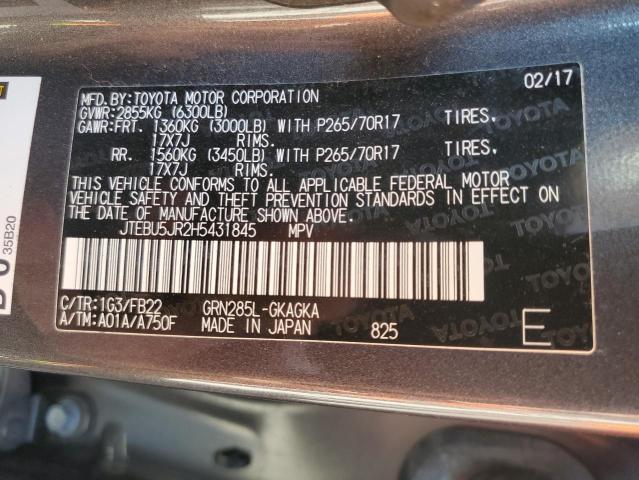 02/17
MFD.BY:TOYOTA MOTOR CORPORATION
GVWR:2855KG (6300LB)
GAWR:FRT. 1360KG (3000LB) WITH P265/70R17 TIRES,
17X7J RIMS.
RR. 1560KG (3450LB) WITH P265/70R17 TIRES,
17X7J RIMS.
THIS VEHICLE CONFORMS TO ALL APPLICABLE FEDERAL MOTOR
VEHICLE SAFETY AND THEFT PREVENTION STANDARDS IN EFFECT ON
THE DATE OF MANUFACTURE SHOWN ABOVE.
JTEBU5JR2H5431845 MPV
C/TR:1G3/FB22 GRN285L-GKAGKA
A/TM:A01A/A750F MADE IN JAPAN 825 E
35B20